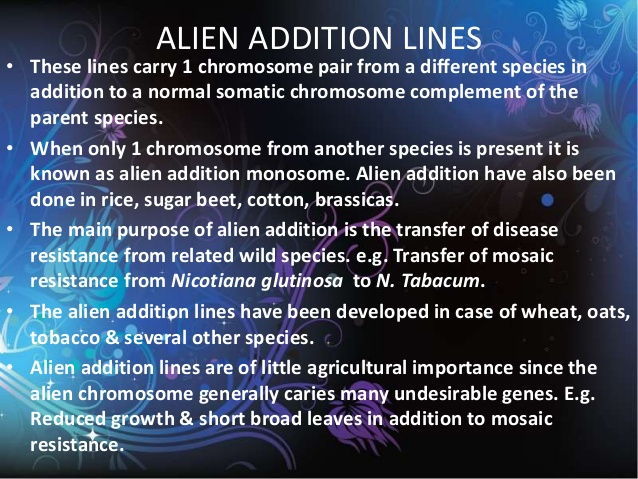 ALIEN ADDITION LINES
• These lines carry 1 chromosome pair from a different species in
addition to a normal somatic chromosome complement of the
parent species.
• When only 1 chromosome from another species is present it is
known as alien addition monosome. Alien addition have also been
done in rice, sugar beet, cotton, brassicas.
• The main purpose of alien addition is the transfer of disease
resistance from related wild species. e.g. Transfer of mosaic
resistance from Nicotiana glutinosa to N. Tabacum.
• The alien addition lines have been developed in case of wheat, oats,
tobacco & several other species.
• Alien addition lines are of little agricultural importance since the
alien chromosome generally caries many undesirable genes. E.g.
Reduced growth & short broad leaves in addition to mosaic
resistance.